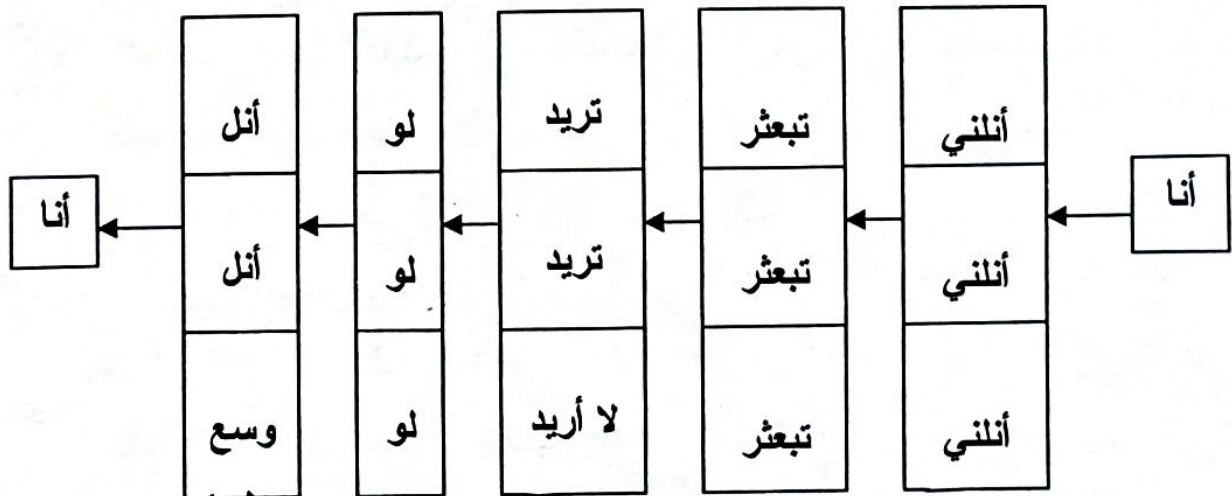 أنلني تبعثر تريد لو أنل
أنا أنلني تبعثر تريد لو أنل أنا
أنلني تبعثر لا أريد لو وسع